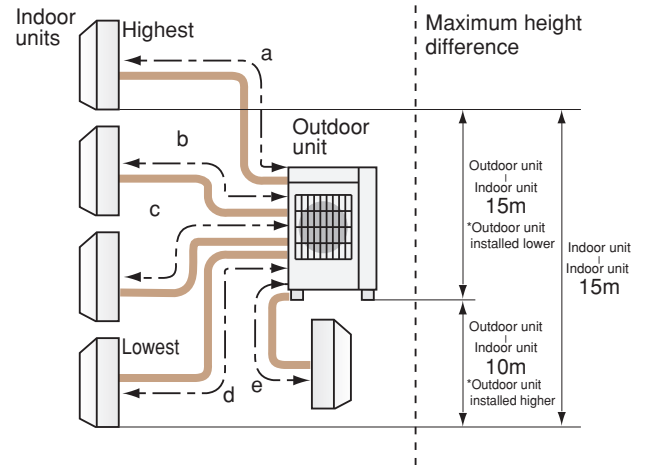 Indoor
units
Highest
a
b
c
Lowest
d
e
Outdoor
unit
Maximum height
difference
Outdoor unit
|
Indoor unit
15m
*Outdoor unit
installed lower
Indoor unit
|
Indoor unit
15m
Outdoor unit
|
Indoor unit
10m
*Outdoor unit
installed higher